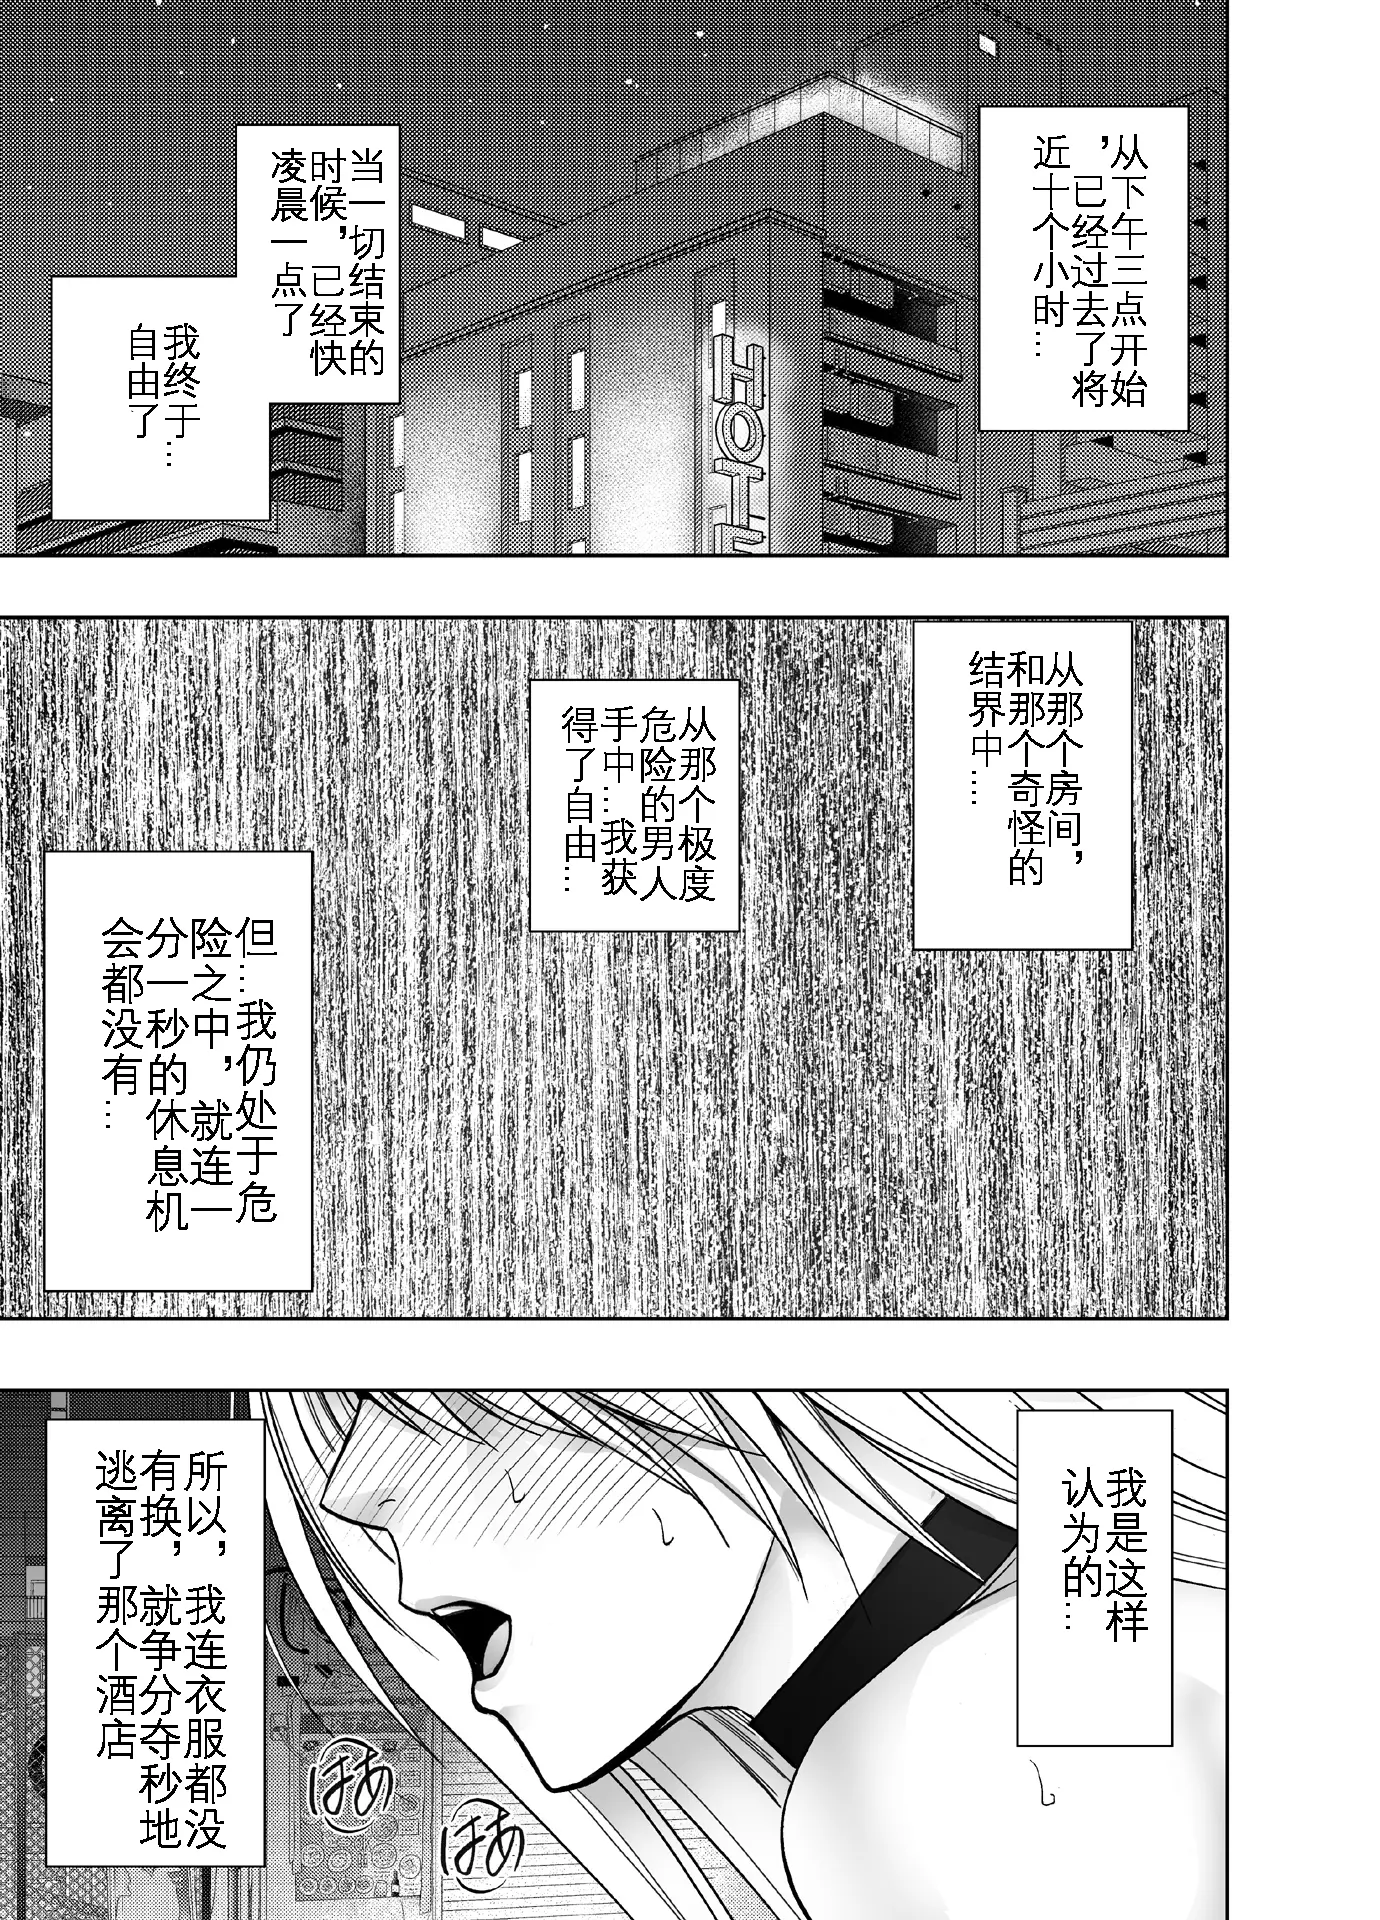 从下午三点开始
，已经过去了将
近十个小时…
当一切结束的
时候，已经快
凌晨一点了
我终于…
自由了
HOTE
从那个房间，
和那个奇怪的
结界中…
从那个极度
危险的男人
手中…我获
得了自由…
但…我仍处于危
险之中，就连一
分一秒的休息机
会都没有…
我是这样
认为的…
所以，我连衣服都没
有换，就争分夺秒地
逃离了那个酒店
はあ
はあ